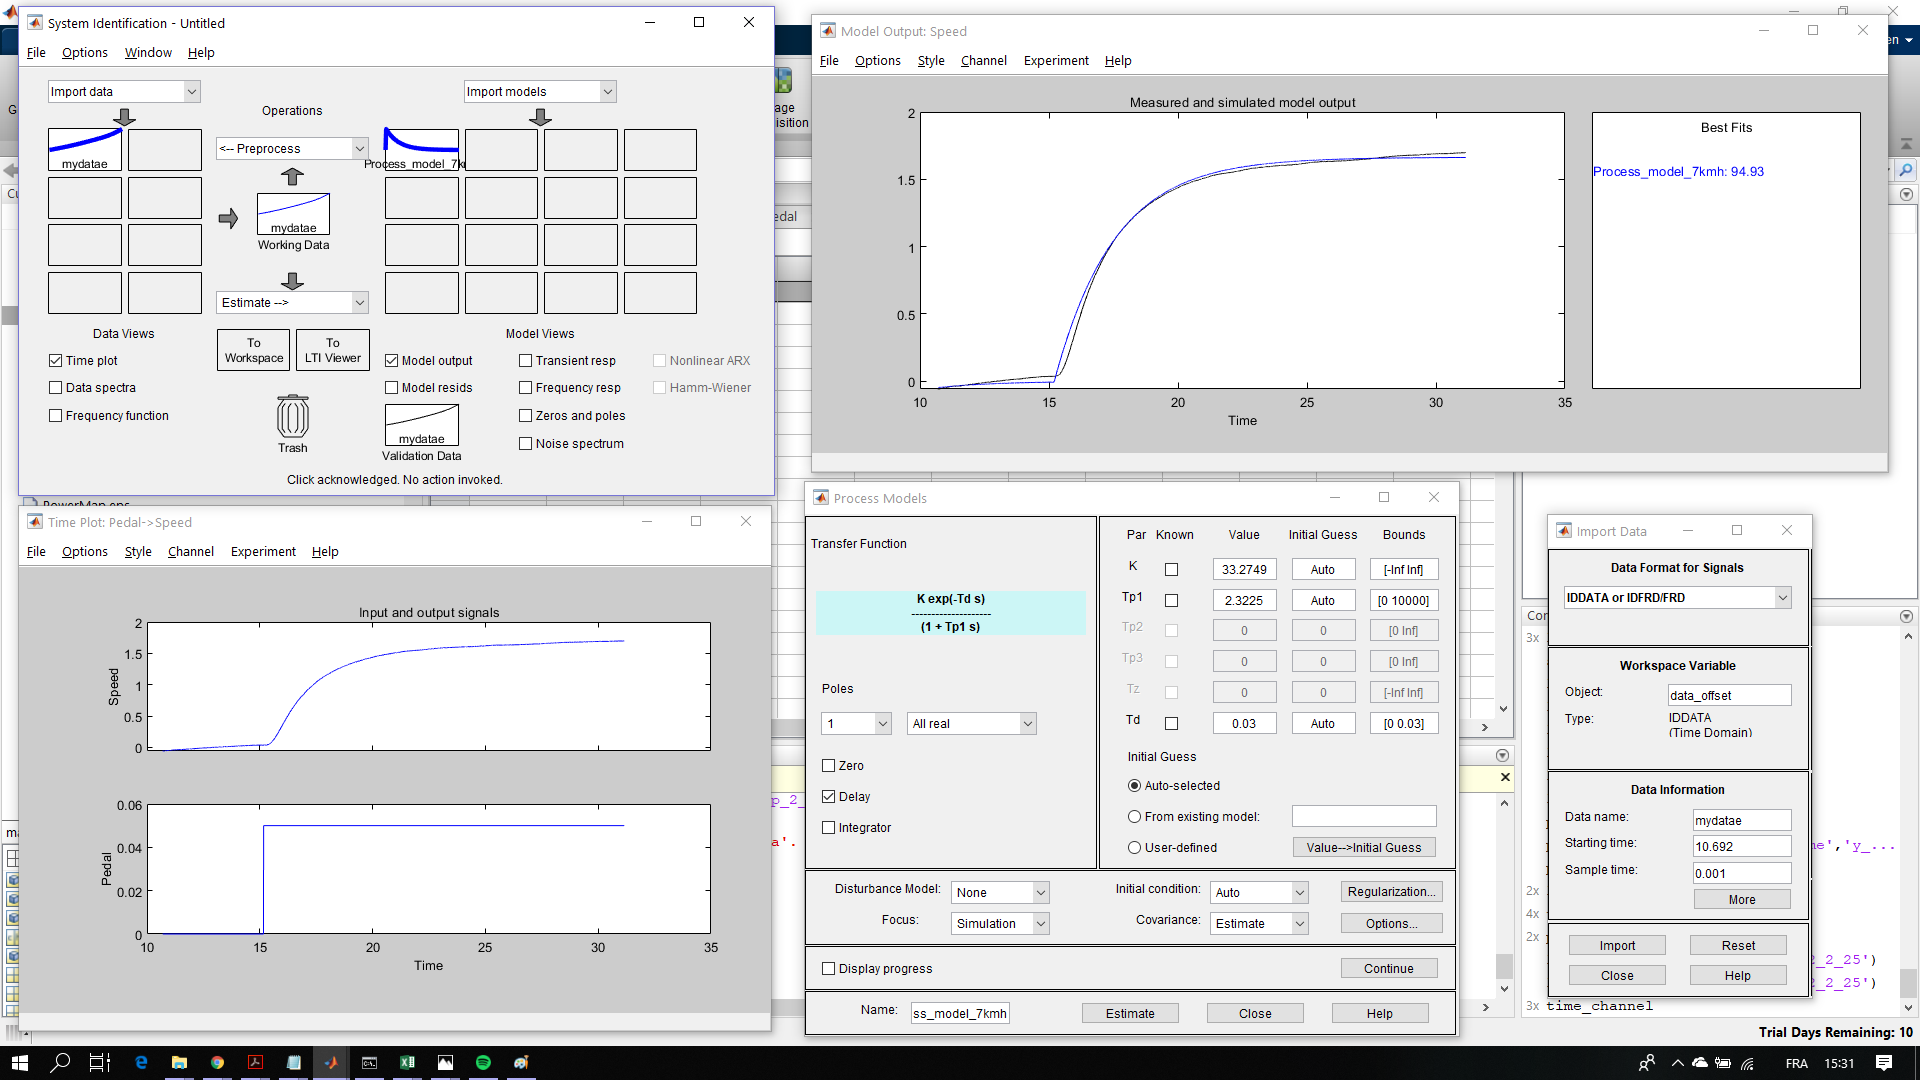 System Identification - Untitled
File Options Window Help
Import data
Import models
Operations
<-- Preprocess
mydatae
Process_model_7k
mydatae
Working Data
Estimate -->
Data Views
To Workspace
To LTI Viewer
Model Views
Time plot
Data spectra
Frequency function
Model output
Model resids
Transient resp
Frequency resp
Zeros and poles
Noise spectrum
Nonlinear ARX
Hamm-Wiener
Trash
mydatae
Validation Data
Click acknowledged. No action invoked.
Model Output: Speed
File Options Style Channel Experiment Help
Measured and simulated model output
2
1.5
1
0.5
0
10 15 20 25 30 35
Time
Best Fits
Process_model_7kmh: 94.93
Time Plot: Pedal->Speed
File Options Style Channel Experiment Help
Input and output signals
Speed
2
1.5
1
0.5
0
Pedal
0.06
0.04
0.02
0
10 15 20 25 30 35
Time
Process Models
Transfer Function
K exp(-Td s)
-------------------
(1 + Tp1 s)
Poles
1 All real
Zero
Delay
Integrator
Par Known Value Initial Guess Bounds
K 33.2749 Auto [-Inf Inf]
Tp1 2.3225 Auto [0 10000]
Tp2 0 0 [0 Inf]
Tp3 0 0 [0 Inf]
Tz 0 0 [-Inf Inf]
Td 0.03 Auto [0 0.03]
Initial Guess
Auto-selected
From existing model:
User-defined Value-->Initial Guess
Disturbance Model: None Initial condition: Auto Regularization...
Focus: Simulation Covariance: Estimate Options...
Display progress Continue
Name: ss_model_7kmh Estimate Close Help
Import Data
Data Format for Signals
IDDATA or IDFRD/FRD
Workspace Variable
Object: data_offset
Type: IDDATA
(Time Domain)
Data Information
Data name: mydatae
Starting time: 10.692
Sample time: 0.001
More
Import Reset
Close Help
age
isition
edal
en
p_2_
a'.
3x
ne','y_...
2x
4x
2x
2_2_25')
2_2_25')
3x time_channel
Trial Days Remaining: 10
FRA 15:31